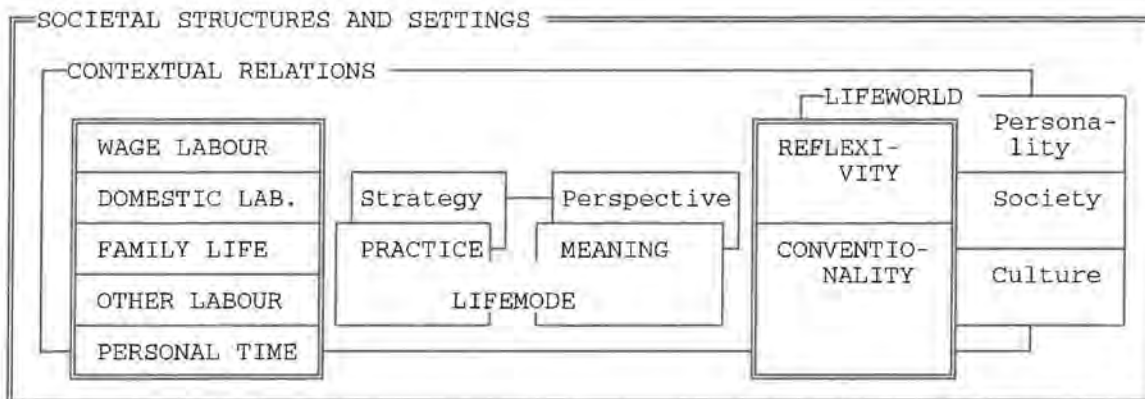 SOCIETAL STRUCTURES AND SETTINGS
CONTEXTUAL RELATIONS
LIFEWORLD
WAGE LABOUR
DOMESTIC LAB.
FAMILY LIFE
OTHER LABOUR
PERSONAL TIME
Strategy
PRACTICE
Perspective
MEANING
LIFEMODE
REFLEXI-
VITY
CONVENTIO-
NALITY
Persona-
lity
Society
Culture